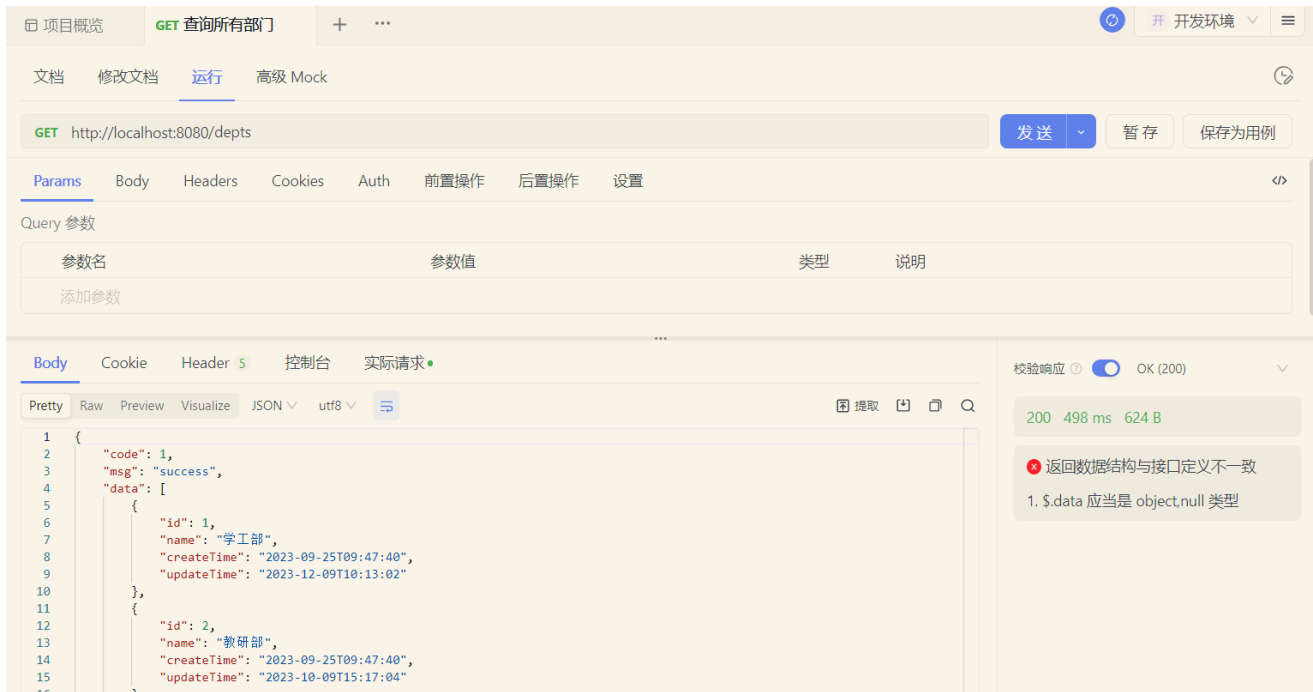 项目概览 GET 查询所有部门 + ··· 开 开发环境
文档 修改文档 运行 高级 Mock
GET http://localhost:8080/depts 发送 暂存 保存为用例
Params Body Headers Cookies Auth 前置操作 后置操作 设置 </>
Query 参数
参数名 参数值 类型 说明
添加参数
Body Cookie Header 5 控制台 实际请求 校验响应 OK (200)
Pretty Raw Preview Visualize JSON utf8 提取
200 498 ms 624 B
返回数据结构与接口定义不一致
1. $.data 应当是 object,null 类型
1 {
2 "code": 1,
3 "msg": "success",
4 "data": [
5 {
6 "id": 1,
7 "name": "学工部",
8 "createTime": "2023-09-25T09:47:40",
9 "updateTime": "2023-12-09T10:13:02"
10 },
11 {
12 "id": 2,
13 "name": "教研部",
14 "createTime": "2023-09-25T09:47:40",
15 "updateTime": "2023-10-09T15:17:04"